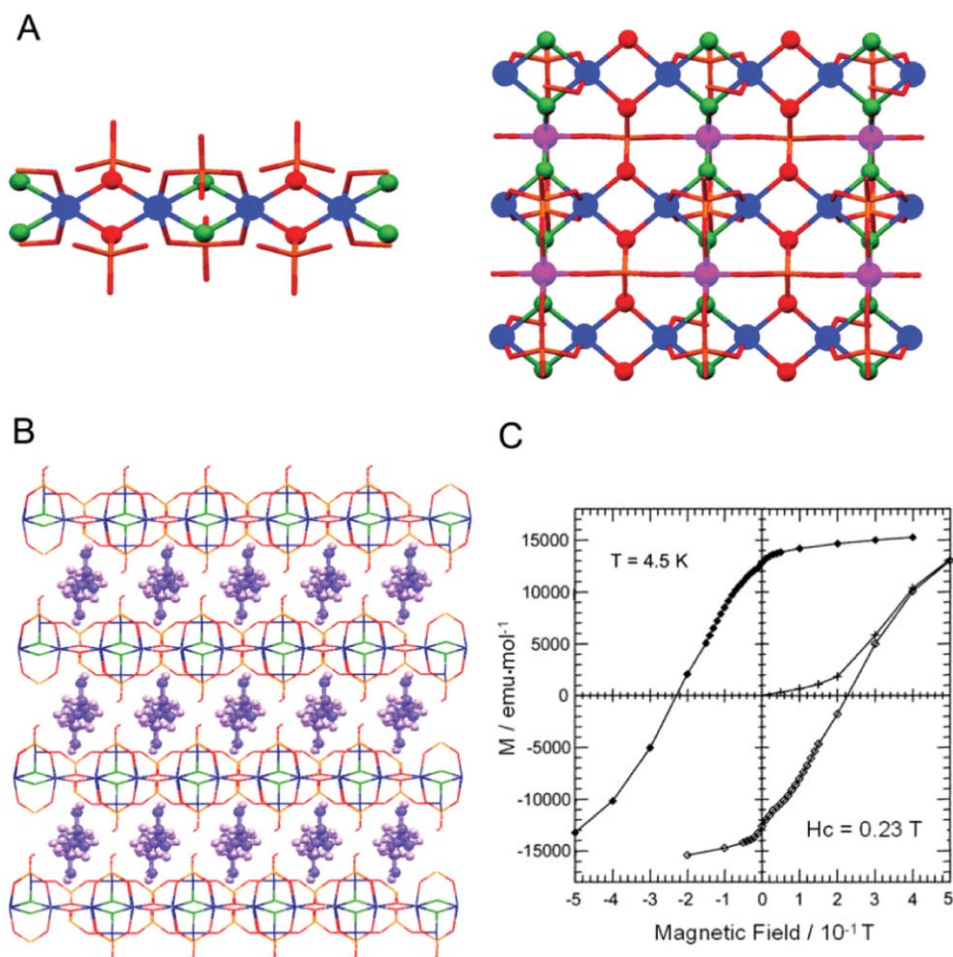 A
B
C
T = 4.5 K
Hc = 0.23 T
M / emu·mol⁻¹
15000
10000
5000
0
-5000
-10000
-15000
-5 -4 -3 -2 -1 0 1 2 3 4 5
Magnetic Field / 10⁻¹ T